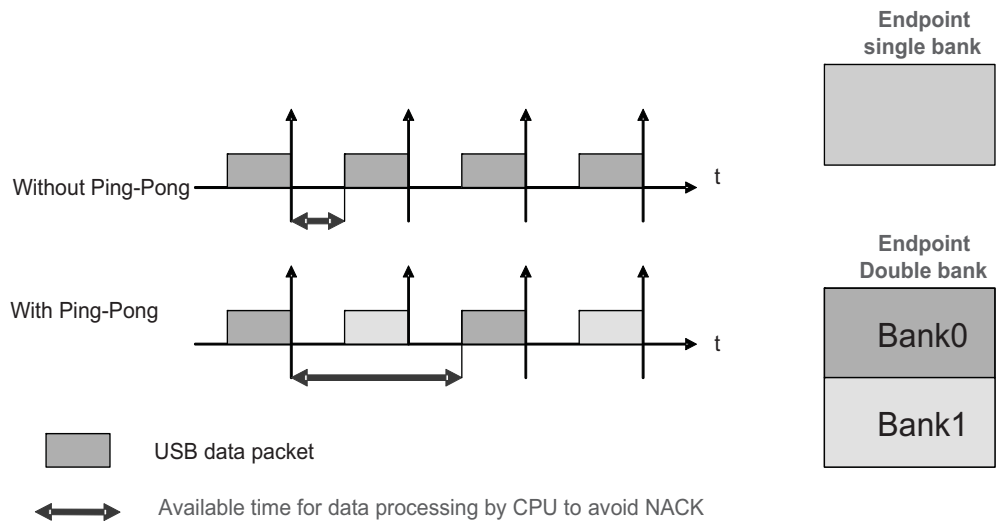 Endpoint
single bank
Without Ping-Pong
t
Endpoint
Double bank
With Ping-Pong
Bank0
t
Bank1
USB data packet
Available time for data processing by CPU to avoid NACK